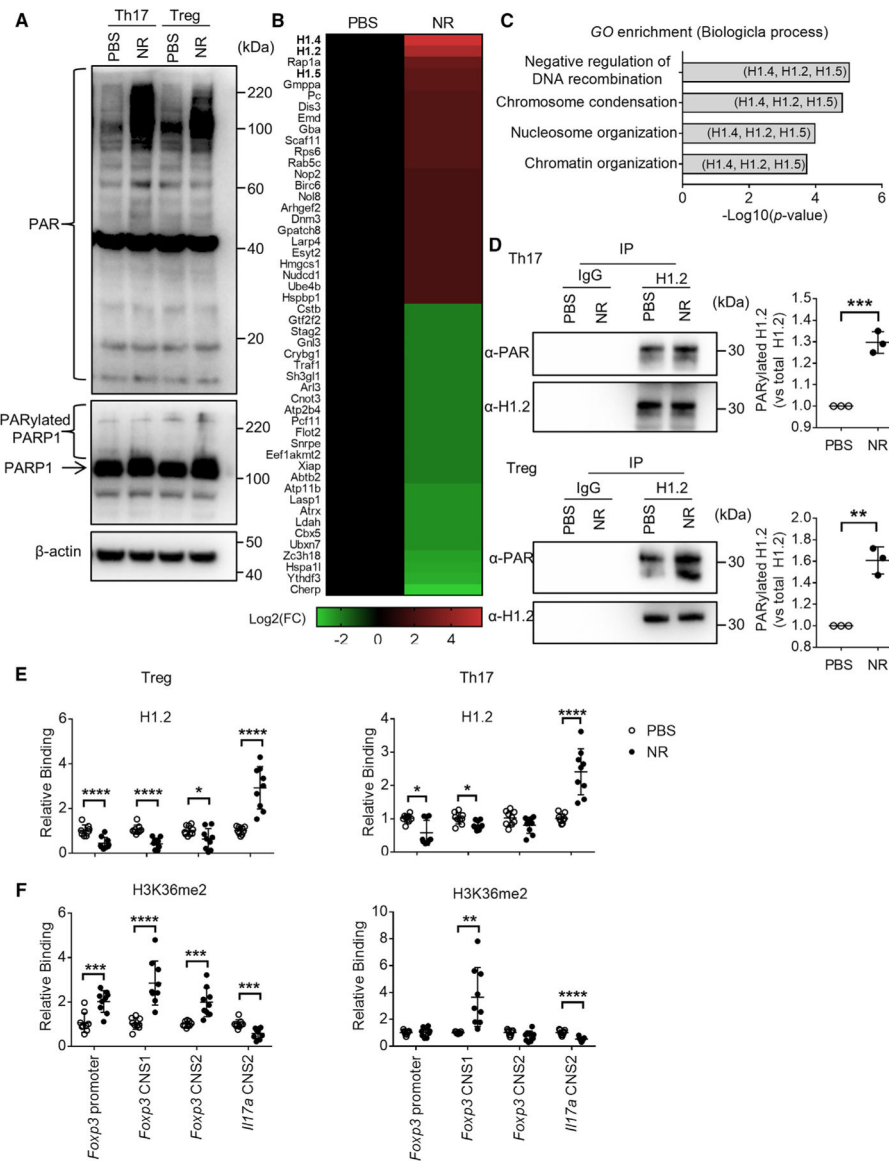 A
Th17 Treg
PBS NR PBS NR (kDa)
220
100
60
PAR
40
20
PARylated
PARP1
220
PARP1
100
β-actin
50
40
B
PBS NR
H1.4
H1.2
Rap1a
H1.5
Gmppa
Pc
Dis3
Emd
Gba
Scaf11
Rps6
Rab5c
Nop2
Birc6
Nol8
Arhgef2
Dnm3
Gpatch8
Larp4
Esyt2
Hmgcs1
Nudcd1
Ube4b
Hspbp1
Cstb
Gtf2f2
Stag2
Gnl3
Crybg1
Traf1
Sh3gl1
Arl3
Cnot3
Atp2b4
Pcf11
Flot2
Snrpe
Eef1akmt2
Xiap
Abtb2
Atp11b
Lasp1
Atrx
Ldah
Cbx5
Ubxn7
Zc3h18
Hspa1l
Ythdf3
Cherp
Log2(FC)
-2 0 2 4
C
GO enrichment (Biologicla process)
Negative regulation of
DNA recombination
(H1.4, H1.2, H1.5)
Chromosome condensation
(H1.4, H1.2, H1.5)
Nucleosome organization
(H1.4, H1.2, H1.5)
Chromatin organization
(H1.4, H1.2, H1.5)
0 2 4 6
-Log10(p-value)
D
Th17
IP
IgG H1.2
PBS NR PBS NR (kDa)
α-PAR
30
α-H1.2
30
PARylated H1.2
(vs total H1.2)
1.5
1.4
1.3
1.2
1.1
1.0
0.9
***
PBS NR
Treg
IP
IgG H1.2
PBS NR PBS NR (kDa)
α-PAR
30
α-H1.2
30
PARylated H1.2
(vs total H1.2)
2.0
1.8
1.6
1.4
1.2
1.0
0.8
**
PBS NR
E
Treg
H1.2
Relative Binding
6
4
2
0
**** **** * ****
Th17
H1.2
Relative Binding
4
3
2
1
0
* * ****
PBS
NR
F
H3K36me2
Relative Binding
6
4
2
0
*** **** *** ***
Foxp3 promoter
Foxp3 CNS1
Foxp3 CNS2
Il17a CNS2
H3K36me2
Relative Binding
10
8
6
4
2
0
** ****
Foxp3 promoter
Foxp3 CNS1
Foxp3 CNS2
Il17a CNS2